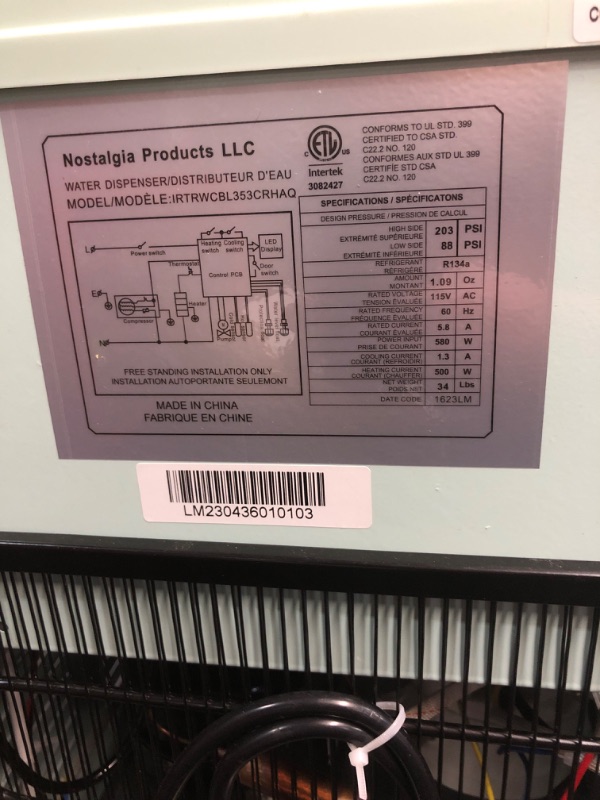 C
Nostalgia Products LLC
WATER DISPENSER/DISTRIBUTEUR D'EAU
MODEL/MODÈLE:IRTRWCBL353CRHAQ
ETL
C US
Intertek
3082427
CONFORMS TO UL STD. 399
CERTIFIED TO CSA STD.
C22.2 NO. 120
CONFORMES AUX STD UL 399
CERTIFIÉ STD CSA
C22.2 NO. 120
L
Power switch
Heating switch
Cooling switch
LED Display
Thermostat
Control PCB
Door switch
E
Compressor
Heater
Pump
N
FREE STANDING INSTALLATION ONLY
INSTALLATION AUTOPORTANTE SEULEMONT
MADE IN CHINA
FABRIQUE EN CHINE
SPECIFICATIONS / SPÉCIFICATONS
DESIGN PRESSURE / PRESSION DE CALCUL
HIGH SIDE
EXTRÉMITÉ SUPÉRIEURE 203 PSI
LOW SIDE
EXTRÉMITÉ INFÉRIEURE 88 PSI
REFRIGERANT
RÉFRIGÉRE R134a
AMOUNT
MONTANT 1.09 Oz
RATED VOLTAGE
TENSION ÉVALUÉE 115V AC
RATED FREQUENCY
FRÉQUENCE ÉVALUÉE 60 Hz
RATED CURRENT
COURANT ÉVALUÉE 5.8 A
POWER INPUT
PRISE DE COURANT 580 W
COOLING CURRENT
COURANT (REFROIDIR) 1.3 A
HEATING CURRENT
COURANT (CHAUFFER) 500 W
NET WEIGHT
POIDS NET 34 Lbs
DATE CODE 1623LM
LM230436010103